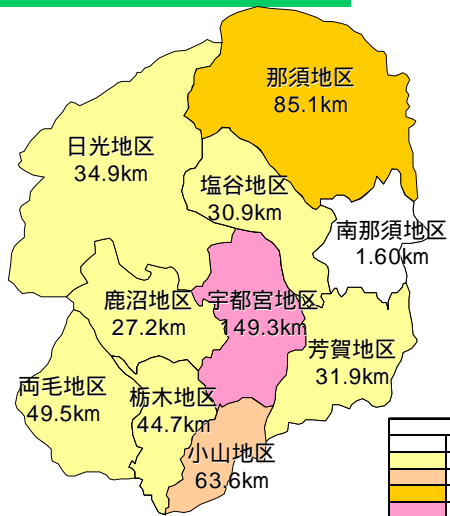 那須地区
85.1km
日光地区
34.9km
塩谷地区
30.9km
南那須地区
1.60km
鹿沼地区
27.2km
宇都宮地区
149.3km
芳賀地区
31.9km
両毛地区
49.5km
栃木地区
44.7km
小山地区
63.6km